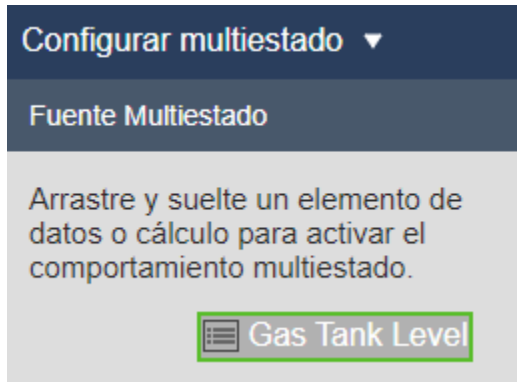 Configurar multiestado ▼
Fuente Multiestado
Arrastre y suelte un elemento de
datos o cálculo para activar el
comportamiento multiestado.
Gas Tank Level